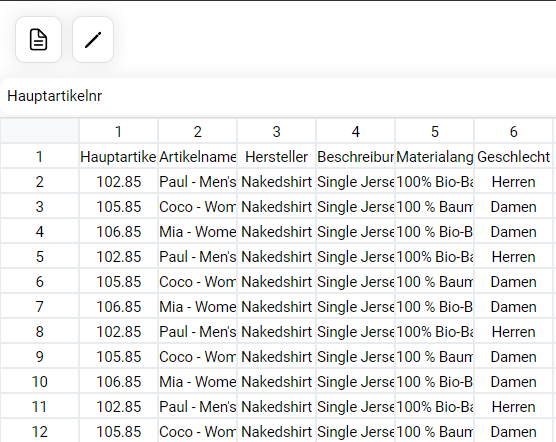 Hauptartikelnr
1 2 3 4 5 6
1 Hauptartike Artikelname Hersteller Beschreibur Materialang Geschlecht
2 102.85 Paul - Men's Nakedshirt Single Jerse 100% Bio-Ba Herren
3 105.85 Coco - Wom Nakedshirt Single Jerse 100 % Baum Damen
4 106.85 Mia - Wome Nakedshirt Single Jerse 100 % Bio-B Damen
5 102.85 Paul - Men's Nakedshirt Single Jerse 100% Bio-Ba Herren
6 105.85 Coco - Wom Nakedshirt Single Jerse 100 % Baum Damen
7 106.85 Mia - Wome Nakedshirt Single Jerse 100 % Bio-B Damen
8 102.85 Paul - Men's Nakedshirt Single Jerse 100% Bio-Ba Herren
9 105.85 Coco - Wom Nakedshirt Single Jerse 100 % Baum Damen
10 106.85 Mia - Wome Nakedshirt Single Jerse 100 % Bio-B Damen
11 102.85 Paul - Men's Nakedshirt Single Jerse 100% Bio-Ba Herren
12 105.85 Coco - Wom Nakedshirt Single Jerse 100 % Baum Damen